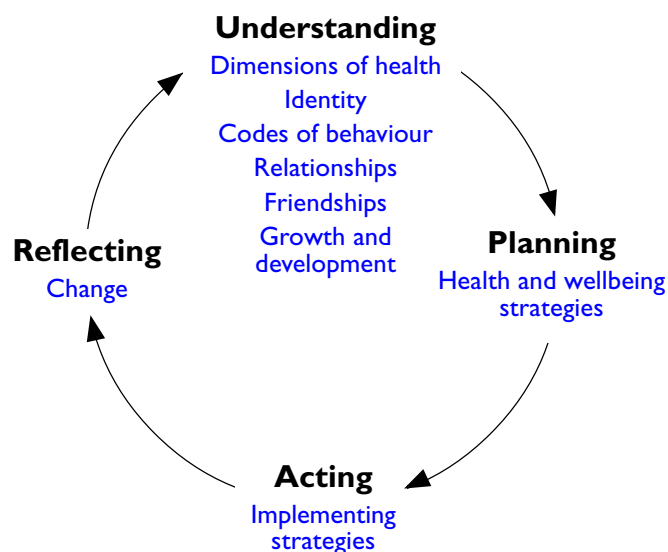 Understanding
Dimensions of health
Identity
Codes of behaviour
Relationships
Friendships
Growth and
development
Planning
Health and wellbeing
strategies
Reflecting
Change
Acting
Implementing
strategies